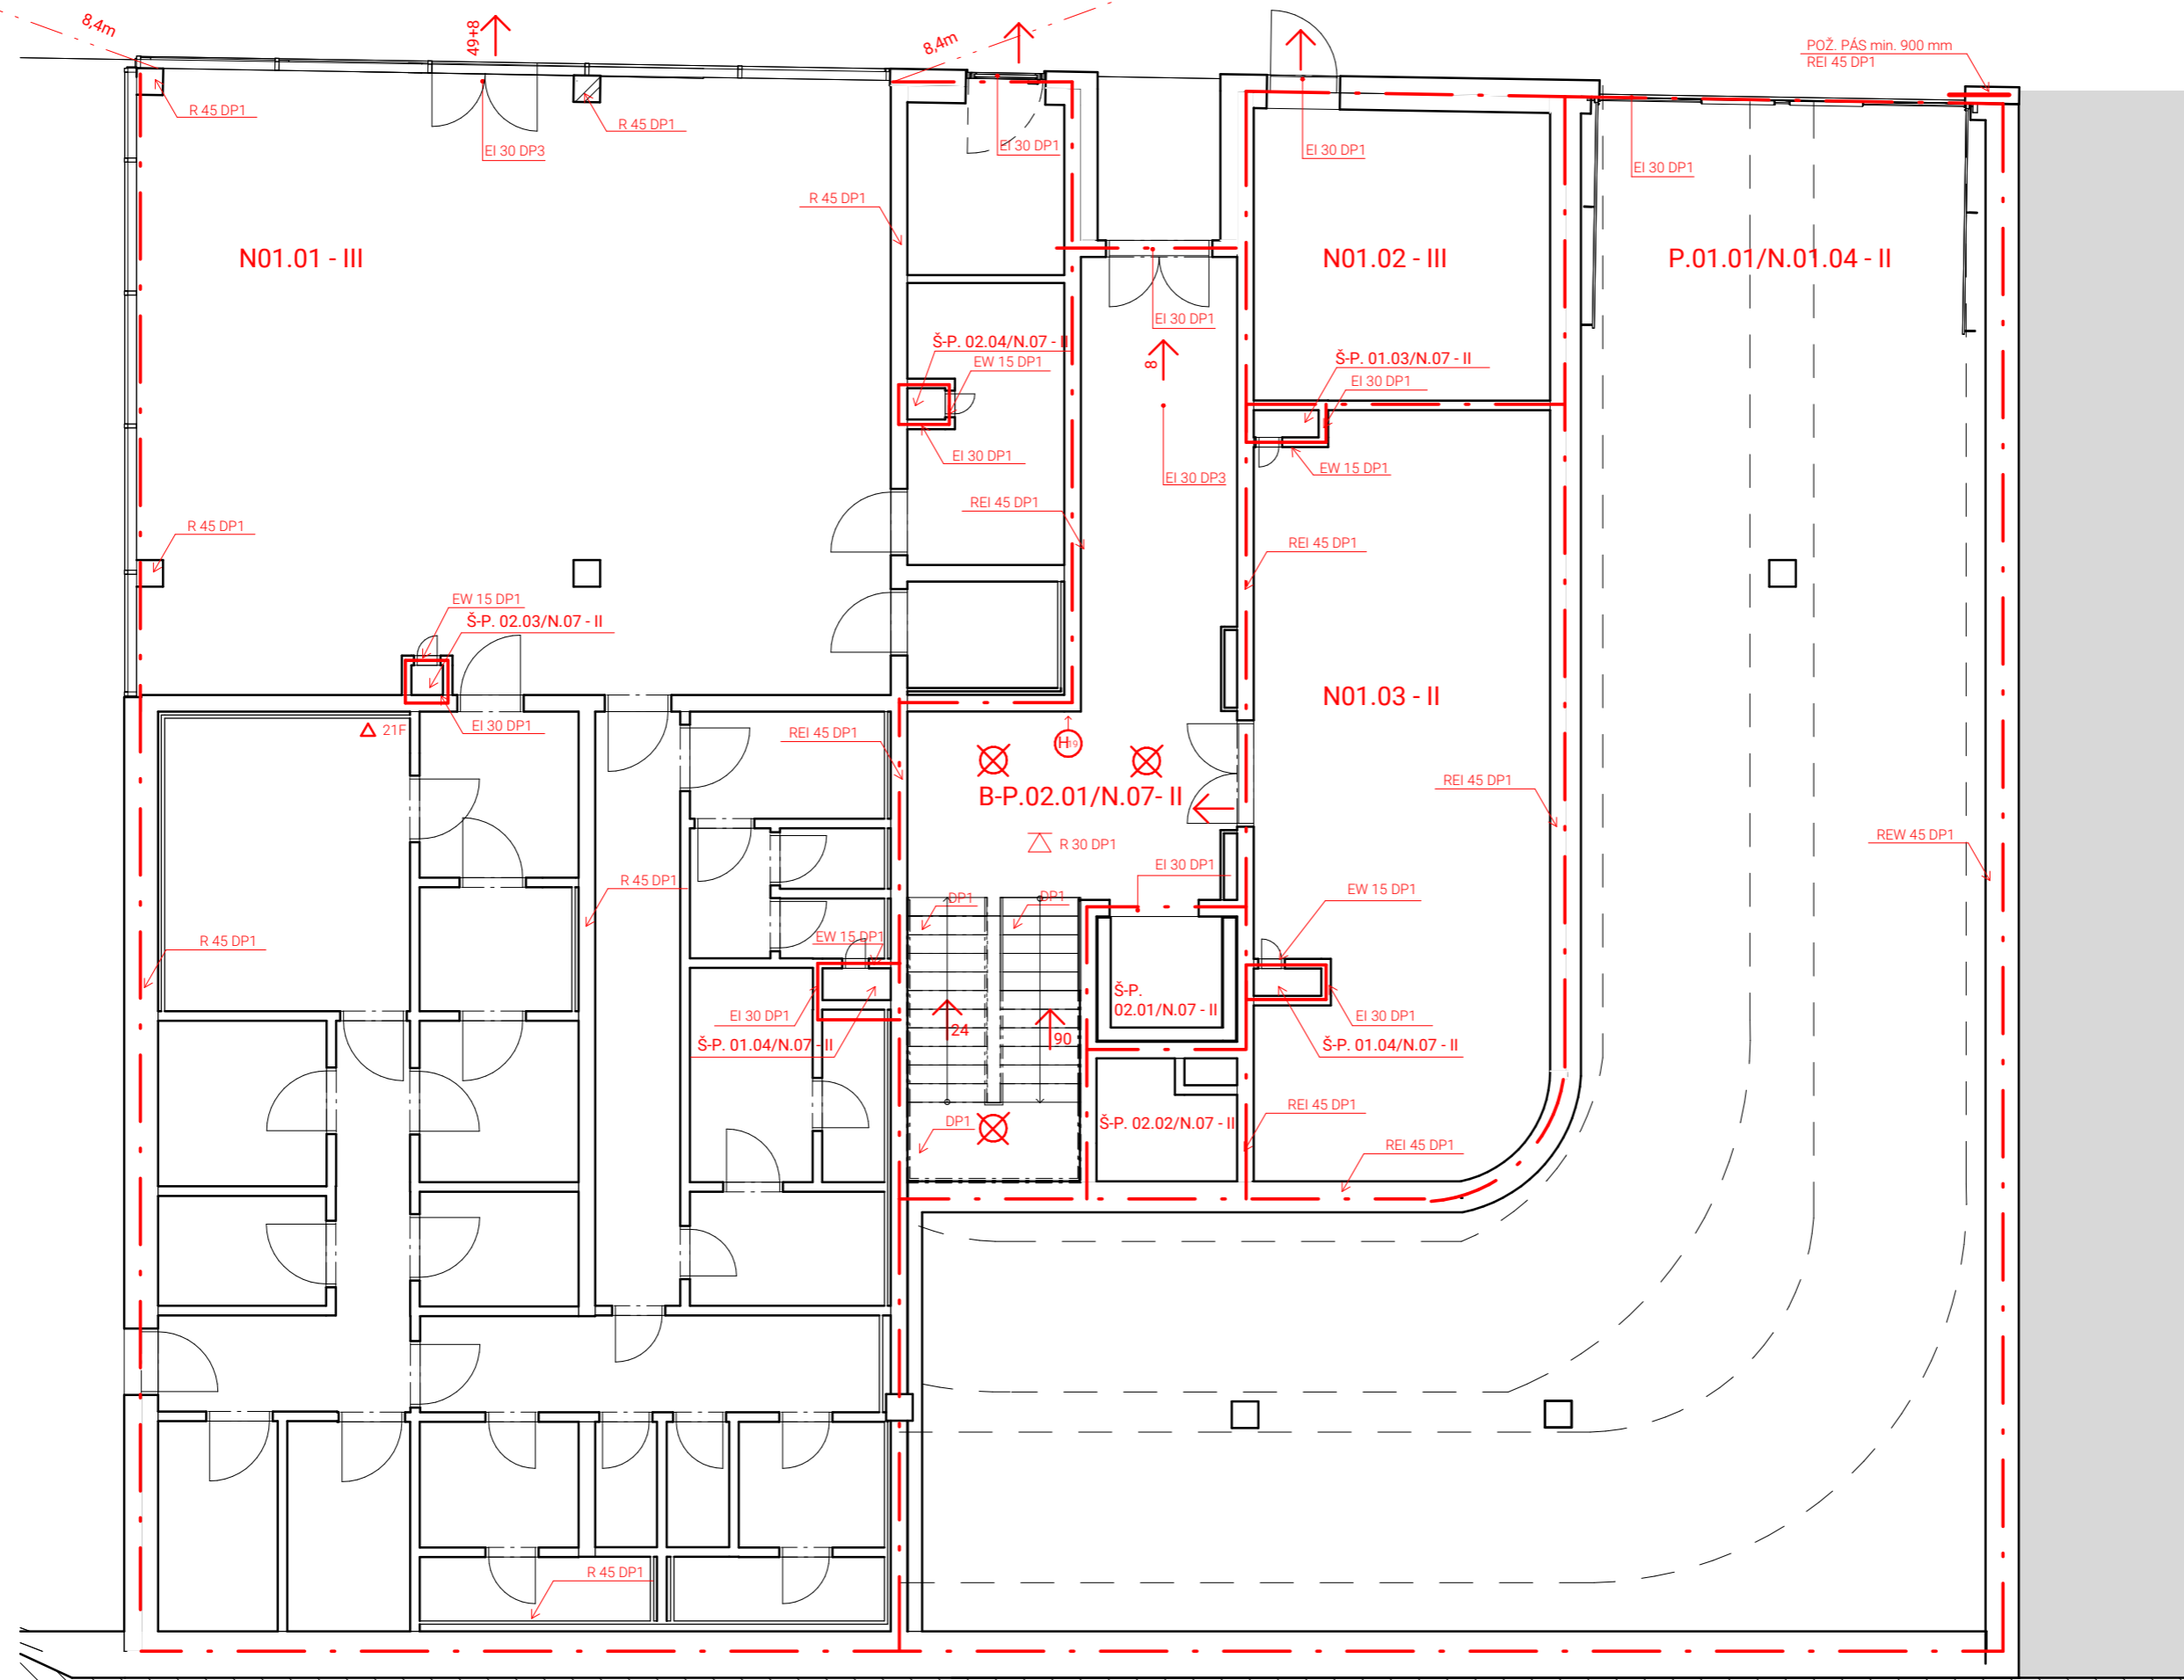 8,4m
49+8
8,4m
POŽ. PÁS min. 900 mm
REI 45 DP1
R 45 DP1
R 45 DP1
EI 30 DP3
EI 30 DP1
EI 30 DP1
EI 30 DP1
R 45 DP1
N01.01 - III
N01.02 - III
P.01.01/N.01.04 - II
EI 30 DP1
Š-P. 02.04/N.07 - II
EW 15 DP1
8
Š-P. 01.03/N.07 - II
EI 30 DP1
EI 30 DP1
EI 30 DP3
EW 15 DP1
REI 45 DP1
R 45 DP1
REI 45 DP1
EW 15 DP1
Š-P. 02.03/N.07 - II
N01.03 - II
21F
EI 30 DP1
REI 45 DP1
H19
B-P.02.01/N.07- II
REI 45 DP1
R 30 DP1
REW 45 DP1
EI 30 DP1
R 45 DP1
DP1
DP1
EW 15 DP1
R 45 DP1
EW 15 DP1
Š-P.
02.01/N.07 - II
EI 30 DP1
EI 30 DP1
24
90
Š-P. 01.04/N.07 - II
Š-P. 01.04/N.07 - II
REI 45 DP1
DP1
Š-P. 02.02/N.07 - II
REI 45 DP1
R 45 DP1